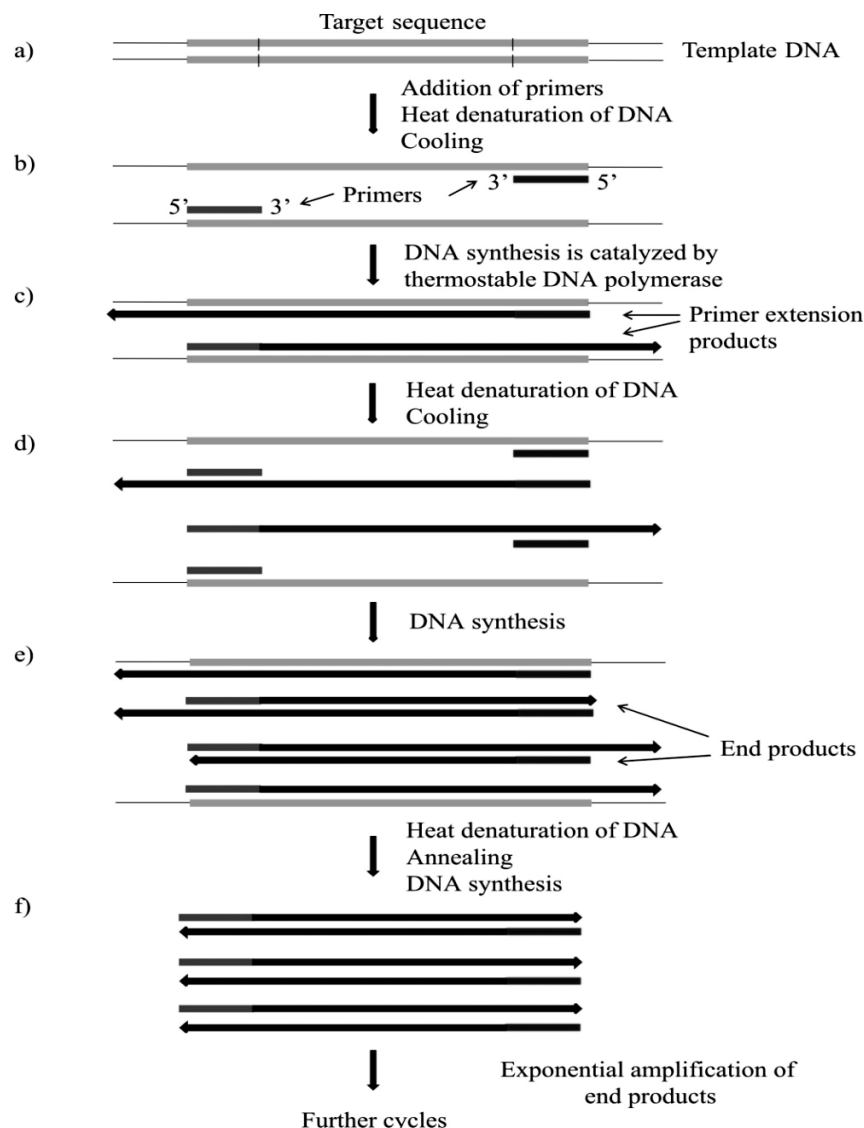 Target sequence
a)
Template DNA
Addition of primers
Heat denaturation of DNA
Cooling
b)
3’
5’
Primers
5’
3’
DNA synthesis is catalyzed by
thermostable DNA polymerase
c)
Primer extension
products
Heat denaturation of DNA
Cooling
d)
DNA synthesis
e)
End products
Heat denaturation of DNA
Annealing
DNA synthesis
f)
Exponential amplification of
end products
Further cycles